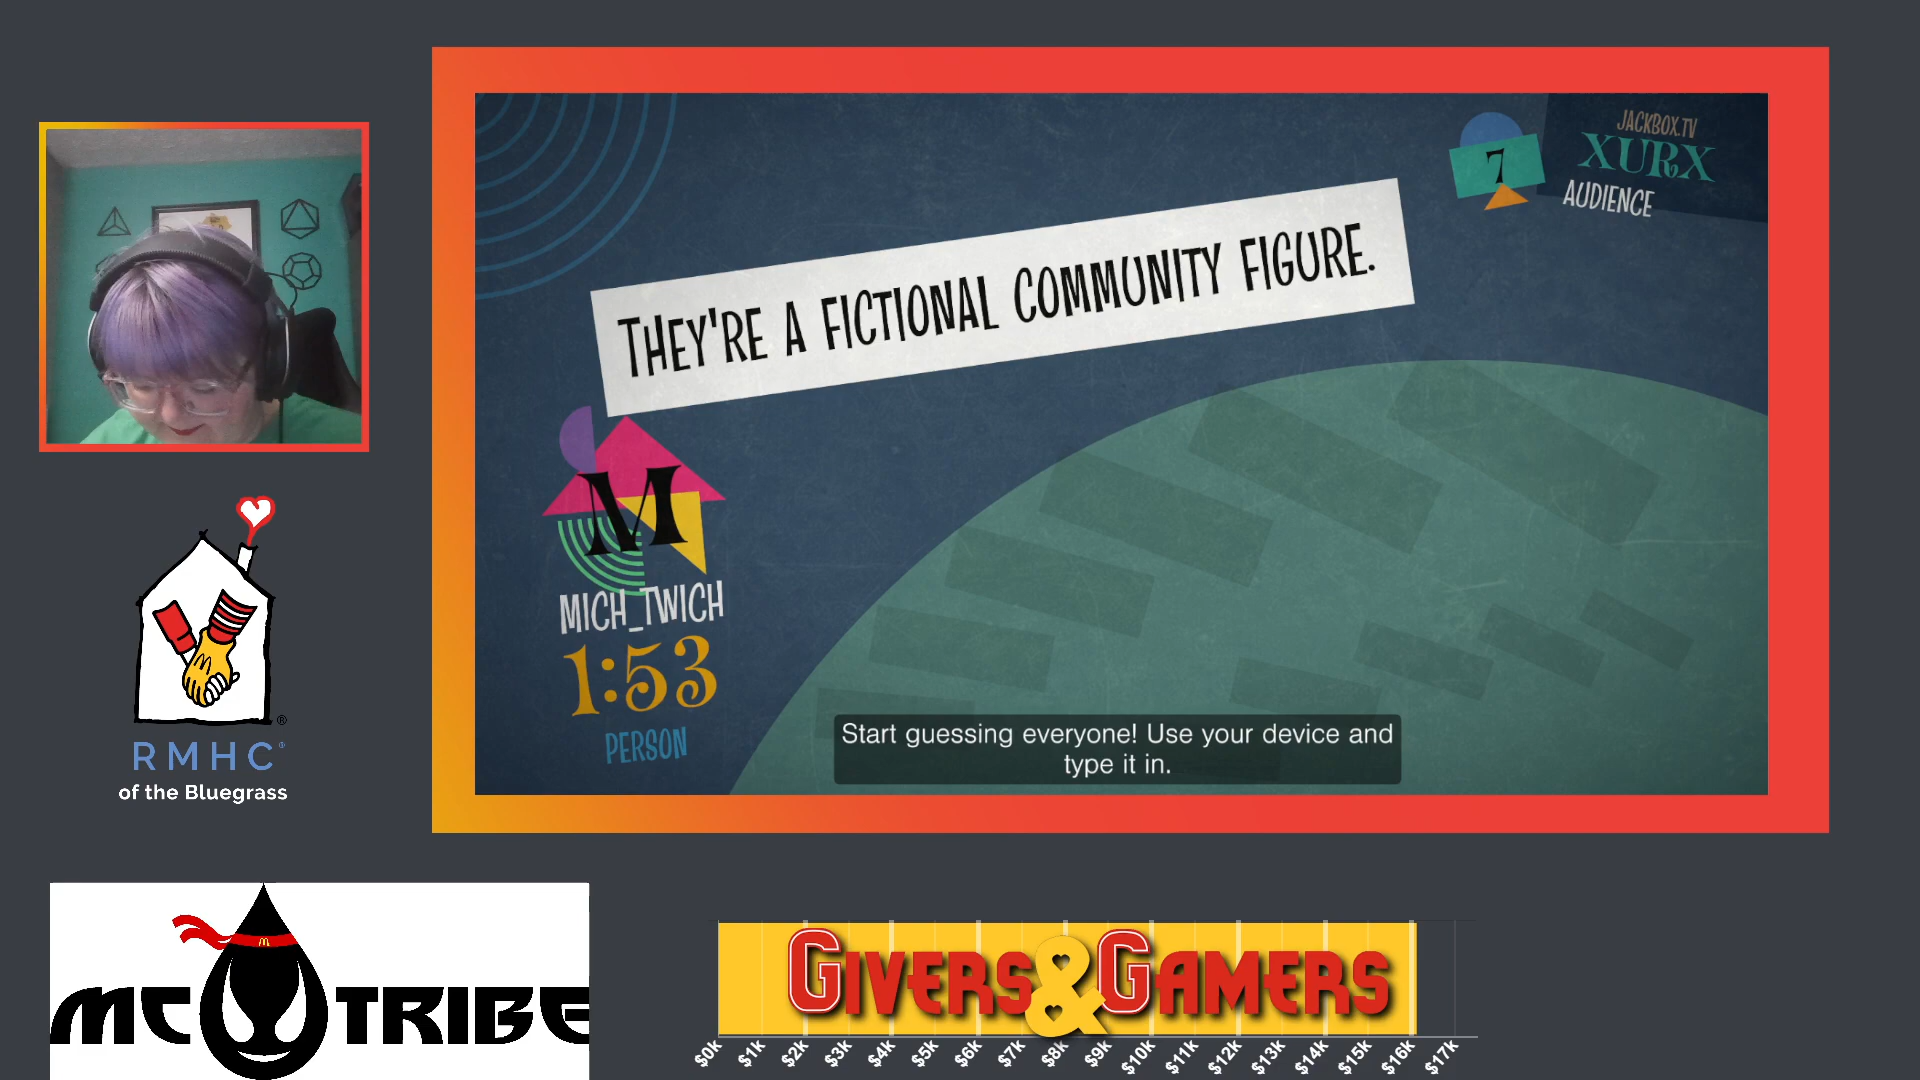 JACKBOX.TV
XURX
7
AUDIENCE
THEY'RE A FICTIONAL COMMUNITY FIGURE.
M
MICH_TWICH
1:53
PERSON
Start guessing everyone! Use your device and
type it in.
RMHC®
of the Bluegrass
MCTRIBE
GIVERS & GAMERS
$0k $1k $2k $3k $4k $5k $6k $7k $8k $9k $10k $11k $12k $13k $14k $15k $16k $17k